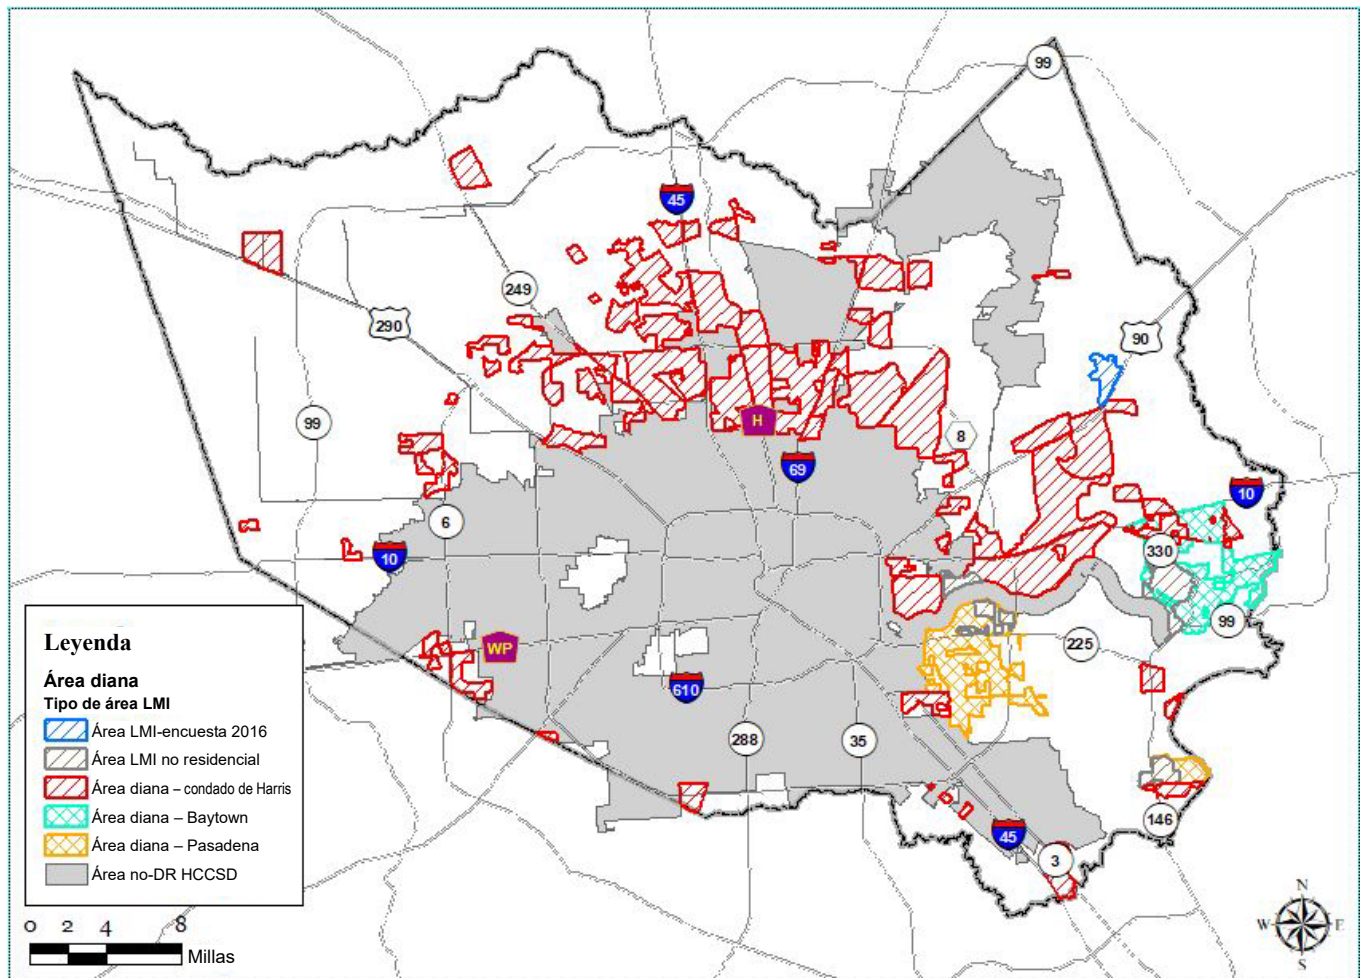 99
45
249
290
90
H
99
8
69
10
6
10
330
99
WP
225
610
288
35
146
45
3
Leyenda
Área diana
Tipo de área LMI
Área LMI-encuesta 2016
Área LMI no residencial
Área diana – condado de Harris
Área diana – Baytown
Área diana – Pasadena
Área no-DR HCCSD
0 2 4 8
Millas
N
W E
S